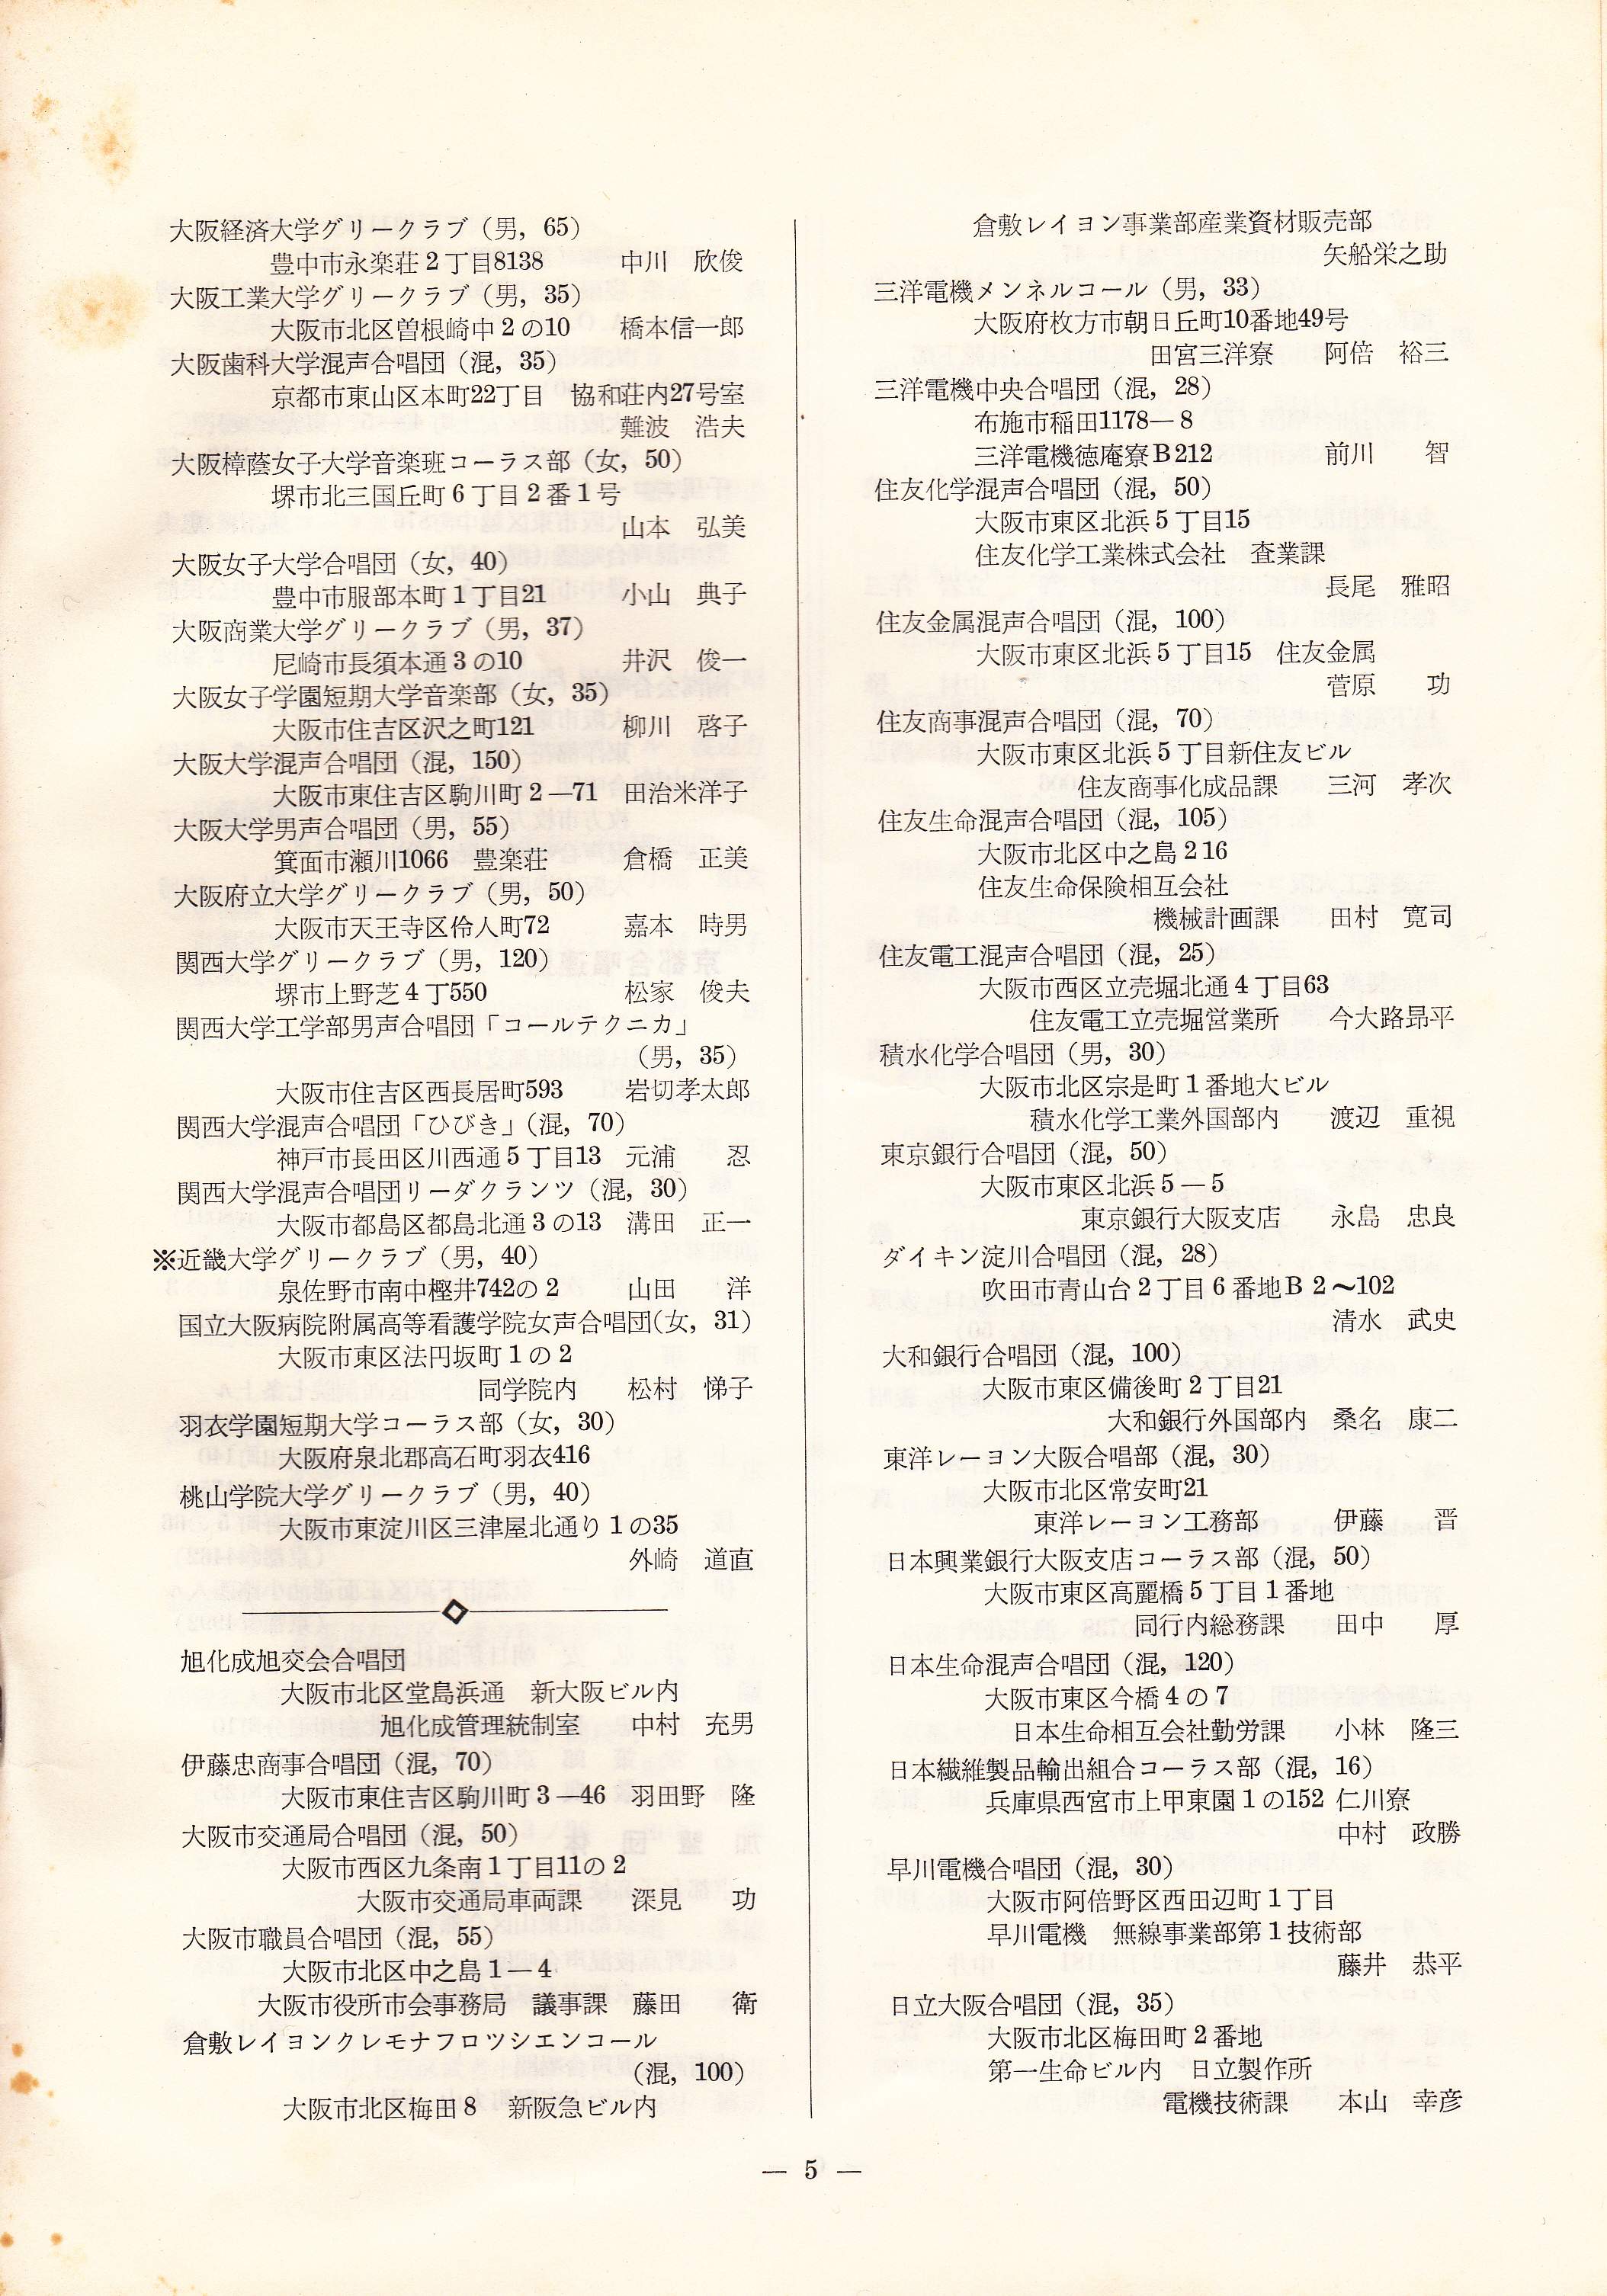 大阪経済大学グリークラブ（男，65）
豊中市永楽荘２丁目8138　中川　欣俊
大阪工業大学グリークラブ（男，35）
大阪市北区曽根崎中２の10　橋本信一郎
大阪歯科大学混声合唱団（混，35）
京都市東山区本町22丁目　協和荘内27号室
難波　浩夫
大阪樟蔭女子大学音楽班コーラス部（女，50）
堺市北三国丘町６丁目２番１号
山本　弘美
大阪女子大学合唱団（女，40）
豊中市服部本町１丁目21　小山　典子
大阪商業大学グリークラブ（男，37）
尼崎市長須本通３の10　井沢　俊一
大阪女子学園短期大学音楽部（女，35）
大阪市住吉区沢之町121　柳川　啓子
大阪大学混声合唱団（混，150）
大阪市東住吉区駒川町２—71　田治米洋子
大阪大学男声合唱団（男，55）
箕面市瀬川1066　豊楽荘　倉橋　正美
大阪府立大学グリークラブ（男，50）
大阪市天王寺区伶人町72　嘉本　時男
関西大学グリークラブ（男，120）
堺市上野芝４丁550　松家　俊夫
関西大学工学部男声合唱団「コールテクニカ」
（男，35）
大阪市住吉区西長居町593　岩切孝太郎
関西大学混声合唱団「ひびき」（混，70）
神戸市長田区川西通５丁目13　元浦　忍
関西大学混声合唱団リーダクランツ（混，30）
大阪市都島区都島北通３の13　溝田　正一
※近畿大学グリークラブ（男，40）
泉佐野市南中樫井742の２　山田　洋
国立大阪病院附属高等看護学院女声合唱団（女，31）
大阪市東区法円坂町１の２
同学院内　松村　悌子
羽衣学園短期大学コーラス部（女，30）
大阪府泉北郡高石町羽衣416
桃山学院大学グリークラブ（男，40）
大阪市東淀川区三津屋北通り１の35
外崎　道直
旭化成旭交会合唱団
大阪市北区堂島浜通　新大阪ビル内
旭化成管理統制室　中村　充男
伊藤忠商事合唱団（混，70）
大阪市東住吉区駒川町３—46　羽田野　隆
大阪市交通局合唱団（混，50）
大阪市西区九条南１丁目11の２
大阪市交通局車両課　深見　功
大阪市職員合唱団（混，55）
大阪市北区中之島１—４
大阪市役所市会事務局　議事課　藤田　衛
倉敷レイヨンクレモナフロツシエンコール
（混，100）
大阪市北区梅田８　新阪急ビル内
倉敷レイヨン事業部産業資材販売部
矢船栄之助
三洋電機メンネルコール（男，33）
大阪府枚方市朝日丘町10番地49号
田宮三洋寮　阿倍　裕三
三洋電機中央合唱団（混，28）
布施市稲田1178—８
三洋電機徳庵寮Ｂ212　前川　智
住友化学混声合唱団（混，50）
大阪市東区北浜５丁目15
住友化学工業株式会社　査業課
長尾　雅昭
住友金属混声合唱団（混，100）
大阪市東区北浜５丁目15　住友金属
菅原　功
住友商事混声合唱団（混，70）
大阪市東区北浜５丁目新住友ビル
住友商事化成品課　三河　孝次
住友生命混声合唱団（混，105）
大阪市北区中之島２16
住友生命保険相互会社
機械計画課　田村　寛司
住友電工混声合唱団（混，25）
大阪市西区立売堀北通４丁目63
住友電工立売堀営業所　今大路昴平
積水化学合唱団（男，30）
大阪市北区宗是町１番地大ビル
積水化学工業外国部内　渡辺　重視
東京銀行合唱団（混，50）
大阪市東区北浜５—５
東京銀行大阪支店　永島　忠良
ダイキン淀川合唱団（混，28）
吹田市青山台２丁目６番地Ｂ２〜102
清水　武史
大和銀行合唱団（混，100）
大阪市東区備後町２丁目21
大和銀行外国部内　桑名　康二
東洋レーヨン大阪合唱部（混，30）
大阪市北区常安町21
東洋レーヨン工務部　伊藤　晋
日本興業銀行大阪支店コーラス部（混，50）
大阪市東区高麗橋５丁目１番地
同行内総務課　田中　厚
日本生命混声合唱団（混，120）
大阪市東区今橋４の７
日本生命相互会社勤労課　小林　隆三
日本繊維製品輸出組合コーラス部（混，16）
兵庫県西宮市上甲東園１の152 仁川寮
中村　政勝
早川電機合唱団（混，30）
大阪市阿倍野区西田辺町１丁目
早川電機　無線事業部第１技術部
藤井　恭平
日立大阪合唱団（混，35）
大阪市北区梅田町２番地
第一生命ビル内　日立製作所
電機技術課　本山　幸彦
— 5 —